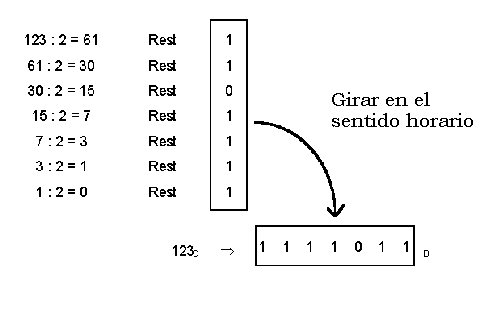 123 : 2 = 61 Rest 1
61 : 2 = 30 Rest 1
30 : 2 = 15 Rest 0
15 : 2 = 7 Rest 1
7 : 2 = 3 Rest 1
3 : 2 = 1 Rest 1
1 : 2 = 0 Rest 1
Girar en el
sentido horario
123 ⇒ 1 1 1 1 0 1 1